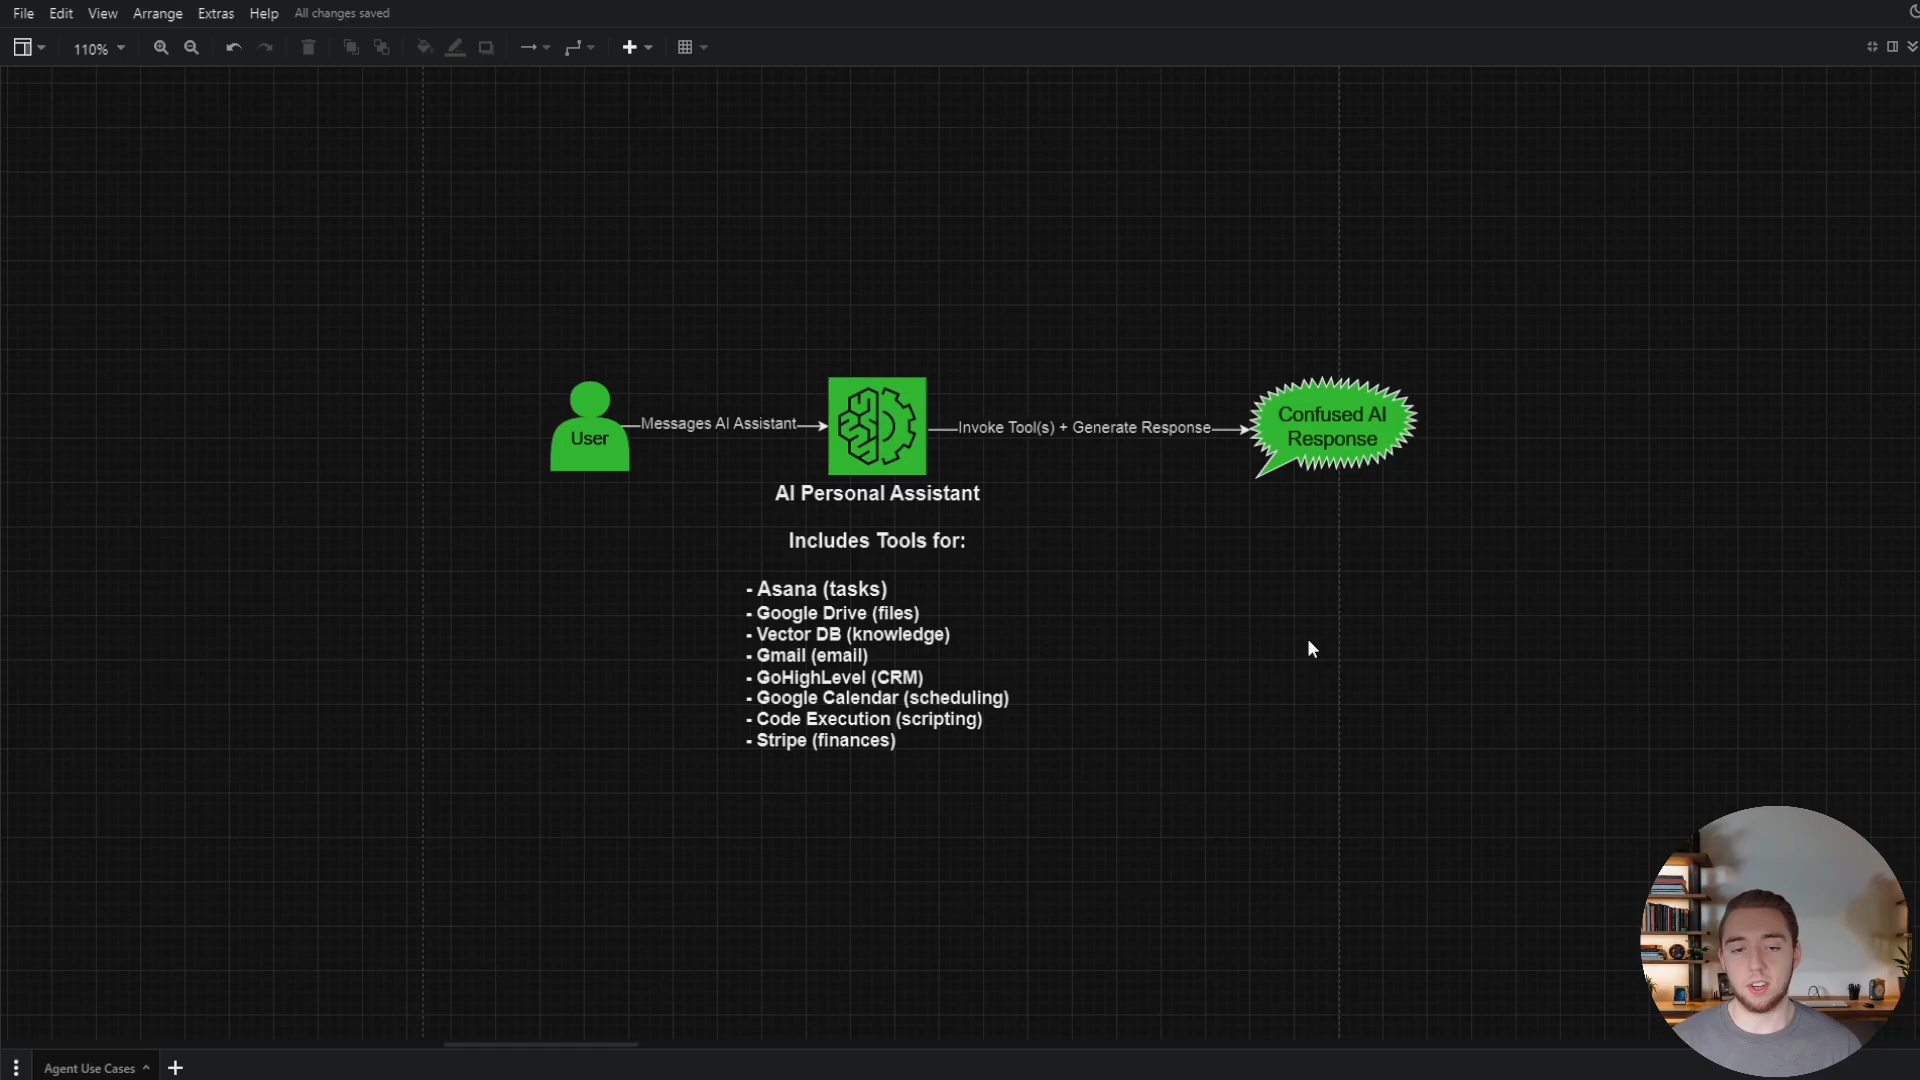 File Edit View Arrange Extras Help All changes saved
110%
User
Messages AI Assistant
Invoke Tool(s) + Generate Response
Confused AI
Response
AI Personal Assistant
Includes Tools for:
- Asana (tasks)
- Google Drive (files)
- Vector DB (knowledge)
- Gmail (email)
- GoHighLevel (CRM)
- Google Calendar (scheduling)
- Code Execution (scripting)
- Stripe (finances)
Agent Use Cases